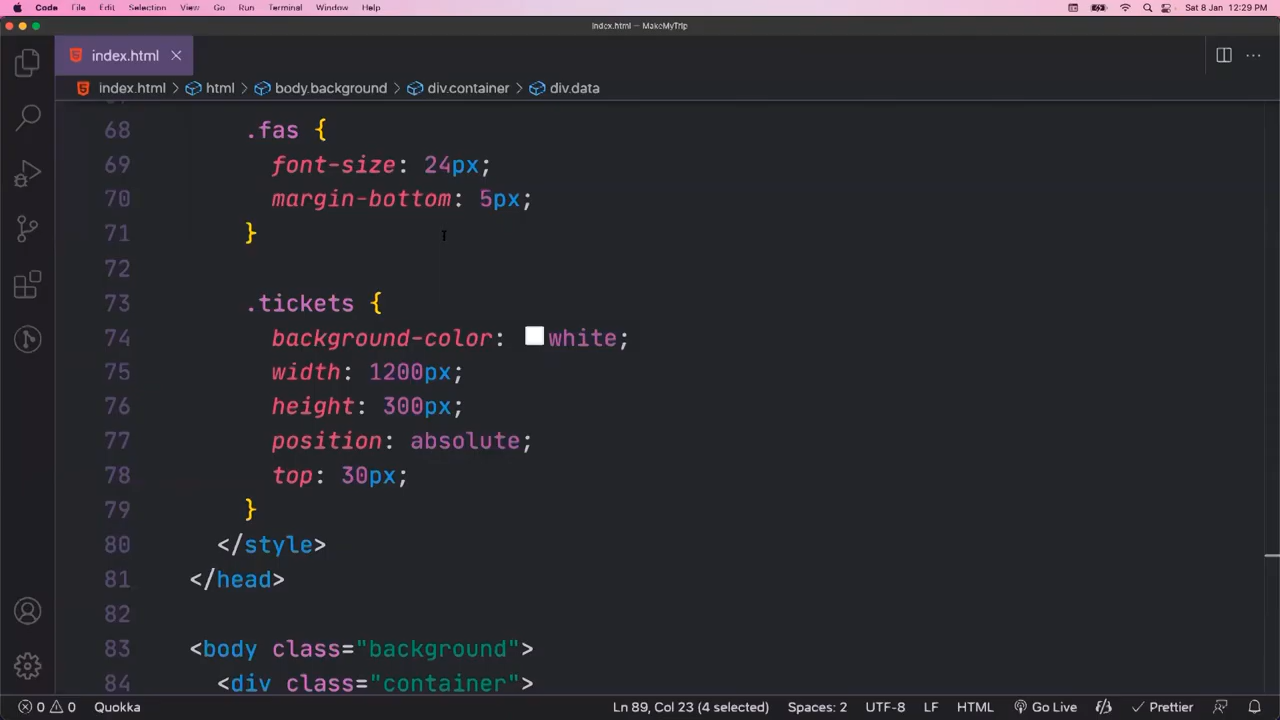 Code File Edit Selection View Go Run Terminal Window Help Sat 8 Jan 12:29 PM
index.html — MakeMyTrip
index.html
index.html > html > body.background > div.container > div.data
68 .fas {
69 font-size: 24px;
70 margin-bottom: 5px;
71 }
72
73 .tickets {
74 background-color: white;
75 width: 1200px;
76 height: 300px;
77 position: absolute;
78 top: 30px;
79 }
80 </style>
81 </head>
82
83 <body class="background">
84 <div class="container">
0 0 Quokka Ln 89, Col 23 (4 selected) Spaces: 2 UTF-8 LF HTML Go Live Prettier